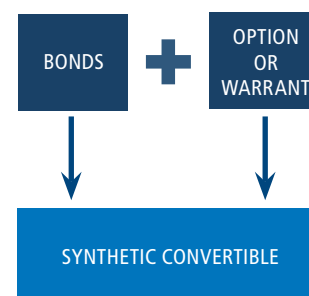 BONDS
OPTION
OR
WARRANT
SYNTHETIC CONVERTIBLE